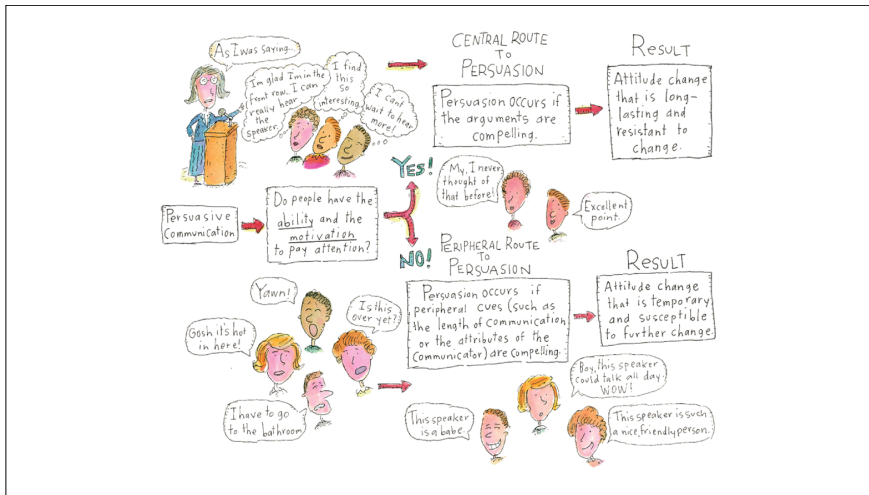 As I was saying...
I'm glad I'm in the
front row. I can
really hear
the
speaker.
I find
this
so
interesting.
I can't
wait to hear
more!
CENTRAL ROUTE
TO
PERSUASION
Persuasion occurs if
the arguments are
compelling.
RESULT
Attitude change
that is long-
lasting and
resistant to
change.
YES!
My, I never
thought of
that before!
Excellent
point.
Persuasive
Communication
Do people have the
ability and the
motivation
to pay attention?
NO!
PERIPHERAL ROUTE
TO
PERSUASION
Persuasion occurs if
peripheral cues (such as
the length of communication
or the attributes of the
communicator) are compelling.
RESULT
Attitude change
that is temporary
and susceptible
to further change.
Yawn!
Is this
over yet?
Gosh it's hot
in here!
I have to go
to the bathroom
Boy, this speaker
could talk all day.
WOW!
This speaker
is a babe.
This speaker is such
a nice, friendly person.